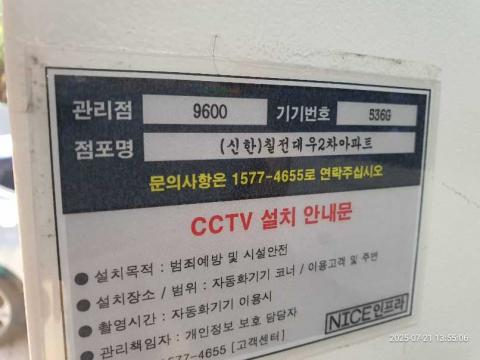 관리점 9600 기기번호 536G
점포명 (신한)칠전대우2차아파트
문의사항은 1577-4655로 연락주십시오
CCTV 설치 안내문
● 설치목적 : 범죄예방 및 시설안전
● 설치장소 / 범위 : 자동화기기 코너 / 이용고객 및 주변
● 촬영시간 : 자동화기기 이용시
● 관리책임자 : 개인정보 보호 담당자
1577-4655 [고객센터]
NICE인프라
2025-07-21 13:55:06